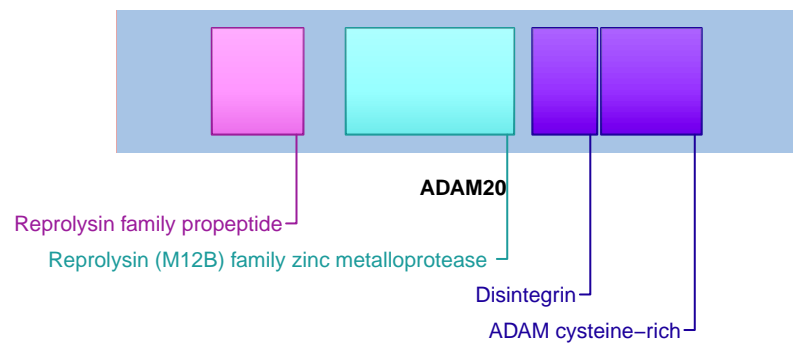 ADAM20
Reprolysin family propeptide
Reprolysin (M12B) family zinc metalloprotease
Disintegrin
ADAM cysteine−rich